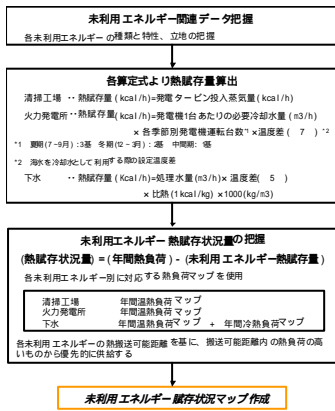 未利用エネルギー関連データ把握
各未利用エネルギーの種類と特性、立地の把握
各算定式より熱賦存量算出
清掃工場 ‥ 熱賦存量(kcal/h)=発電タービン投入蒸気量(kcal/h)
火力発電所 ‥ 熱賦存量(kcal/h)=発電機1台あたりの必要冷却水量(m3/h)
×各季節別発電機運転台数*1 ×温度差( 7 ) *2
*1 夏期(7-9月):3基 冬期(12-3月):2基 中間期:1基
*2 海水を冷却水として利用する際の設定温度差
下水 ‥ 熱賦存量(Kcal/h)=処理水量(m3/h)×温度差( 5 )
×比熱(1kcal/kg)×1000(kg/m3)
未利用エネルギー熱賦存状況量の把握
(熱賦存状況量)=(年間熱負荷)-(未利用エネルギー熱賦存量)
各未利用エネルギー別に対応する熱負荷マップを使用
清掃工場 年間温熱負荷マップ
火力発電所 年間温熱負荷マップ
下水 年間温熱負荷マップ + 年間冷熱負荷マップ
各未利用エネルギーの熱搬送可能距離を基に、搬送可能距離内の熱負荷の高
いものから優先的に供給する
未利用エネルギー賦存状況マップ作成